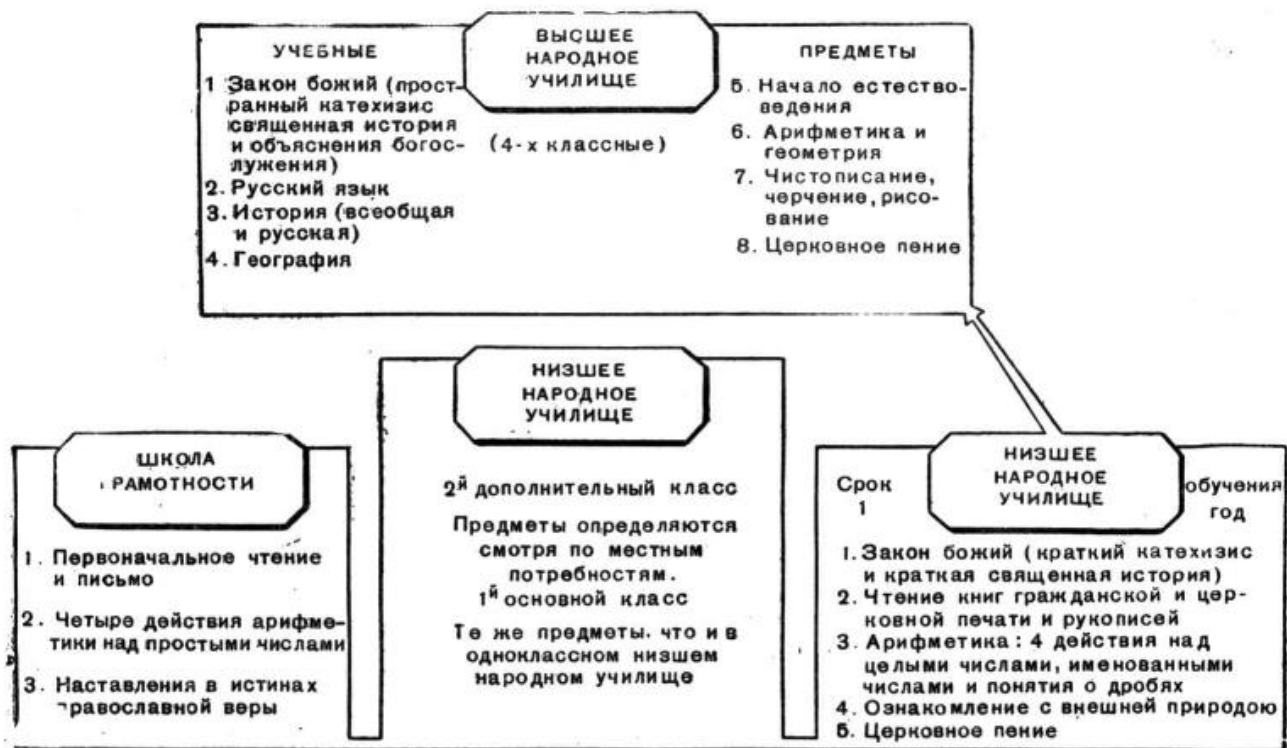 ВЫСШЕЕ
НАРОДНОЕ
УЧИЛИЩЕ
(4-х классные)
УЧЕБНЫЕ
1 Закон божий (прост-
ранный катехизис
священная история
и объяснения богос-
лужения)
2. Русский язык
3. История (всеобщая
и русская)
4. География
ПРЕДМЕТЫ
5. Начало естество-
ведения
6. Арифметика и
геометрия
7. Чистописание,
черчение, рисо-
вание
8. Церковное пение
ШКОЛА
РАМОТНОСТИ
1. Первоначальное чтение
и письмо
2. Четыре действия арифме-
тики над простыми числами
3. Наставления в истинах
православной веры
НИЗШЕЕ
НАРОДНОЕ
УЧИЛИЩЕ
2й дополнительный класс
Предметы определяются
смотря по местным
потребностям.
1й основной класс
Те же предметы. что и в
одноклассном низшем
народном училище
НИЗШЕЕ
НАРОДНОЕ
УЧИЛИЩЕ
Срок обучения
1 год
1. Закон божий (краткий катехизис
и краткая священная история)
2. Чтение книг гражданской и цер-
ковной печати и рукописей
3. Арифметика: 4 действия над
целыми числами, именованными
числами и понятия о дробях
4. Ознакомление с внешней природою
5. Церковное пение